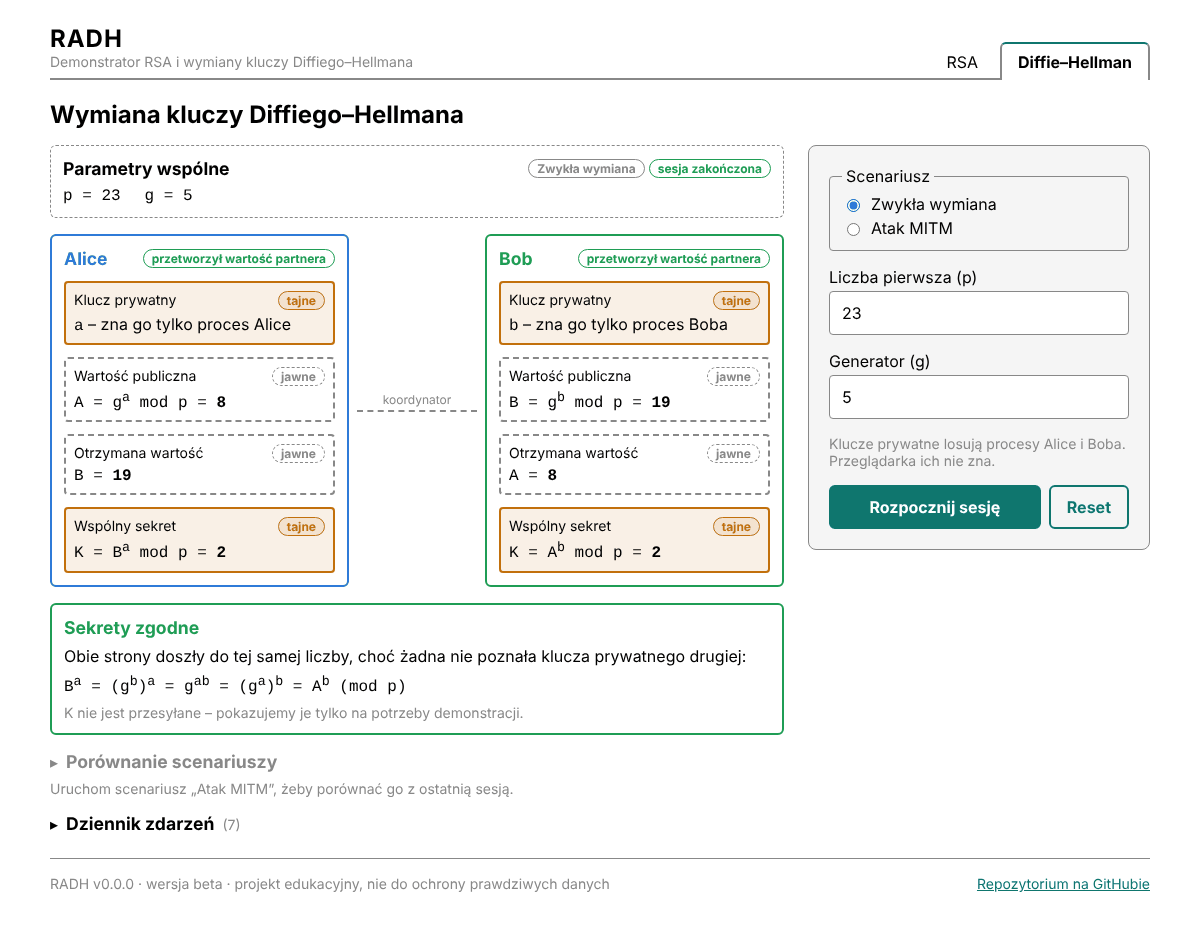 RADH
Demonstrator RSA i wymiany kluczy Diffiego–Hellmana
RSA
Diffie–Hellman
Wymiana kluczy Diffiego–Hellmana
Parametry wspólne
Zwykła wymiana
sesja zakończona
p = 23 g = 5
Alice
przetworzył wartość partnera
Klucz prywatny
tajne
a – zna go tylko proces Alice
Wartość publiczna
jawne
A = gᵃ mod p = 8
Otrzymana wartość
jawne
B = 19
Wspólny sekret
tajne
K = Bᵃ mod p = 2
koordynator
Bob
przetworzył wartość partnera
Klucz prywatny
tajne
b – zna go tylko proces Boba
Wartość publiczna
jawne
B = gᵇ mod p = 19
Otrzymana wartość
jawne
A = 8
Wspólny sekret
tajne
K = Aᵇ mod p = 2
Sekrety zgodne
Obie strony doszły do tej samej liczby, choć żadna nie poznała klucza prywatnego drugiej:
Bᵃ = (gᵇ)ᵃ = gᵃᵇ = (gᵃ)ᵇ = Aᵇ (mod p)
K nie jest przesyłane – pokazujemy je tylko na potrzeby demonstracji.
▸ Porównanie scenariuszy
Uruchom scenariusz „Atak MITM”, żeby porównać go z ostatnią sesją.
▸ Dziennik zdarzeń (7)
Scenariusz
Zwykła wymiana
Atak MITM
Liczba pierwsza (p)
23
Generator (g)
5
Klucze prywatne losują procesy Alice i Boba.
Przeglądarka ich nie zna.
Rozpocznij sesję
Reset
RADH v0.0.0 · wersja beta · projekt edukacyjny, nie do ochrony prawdziwych danych
Repozytorium na GitHubie